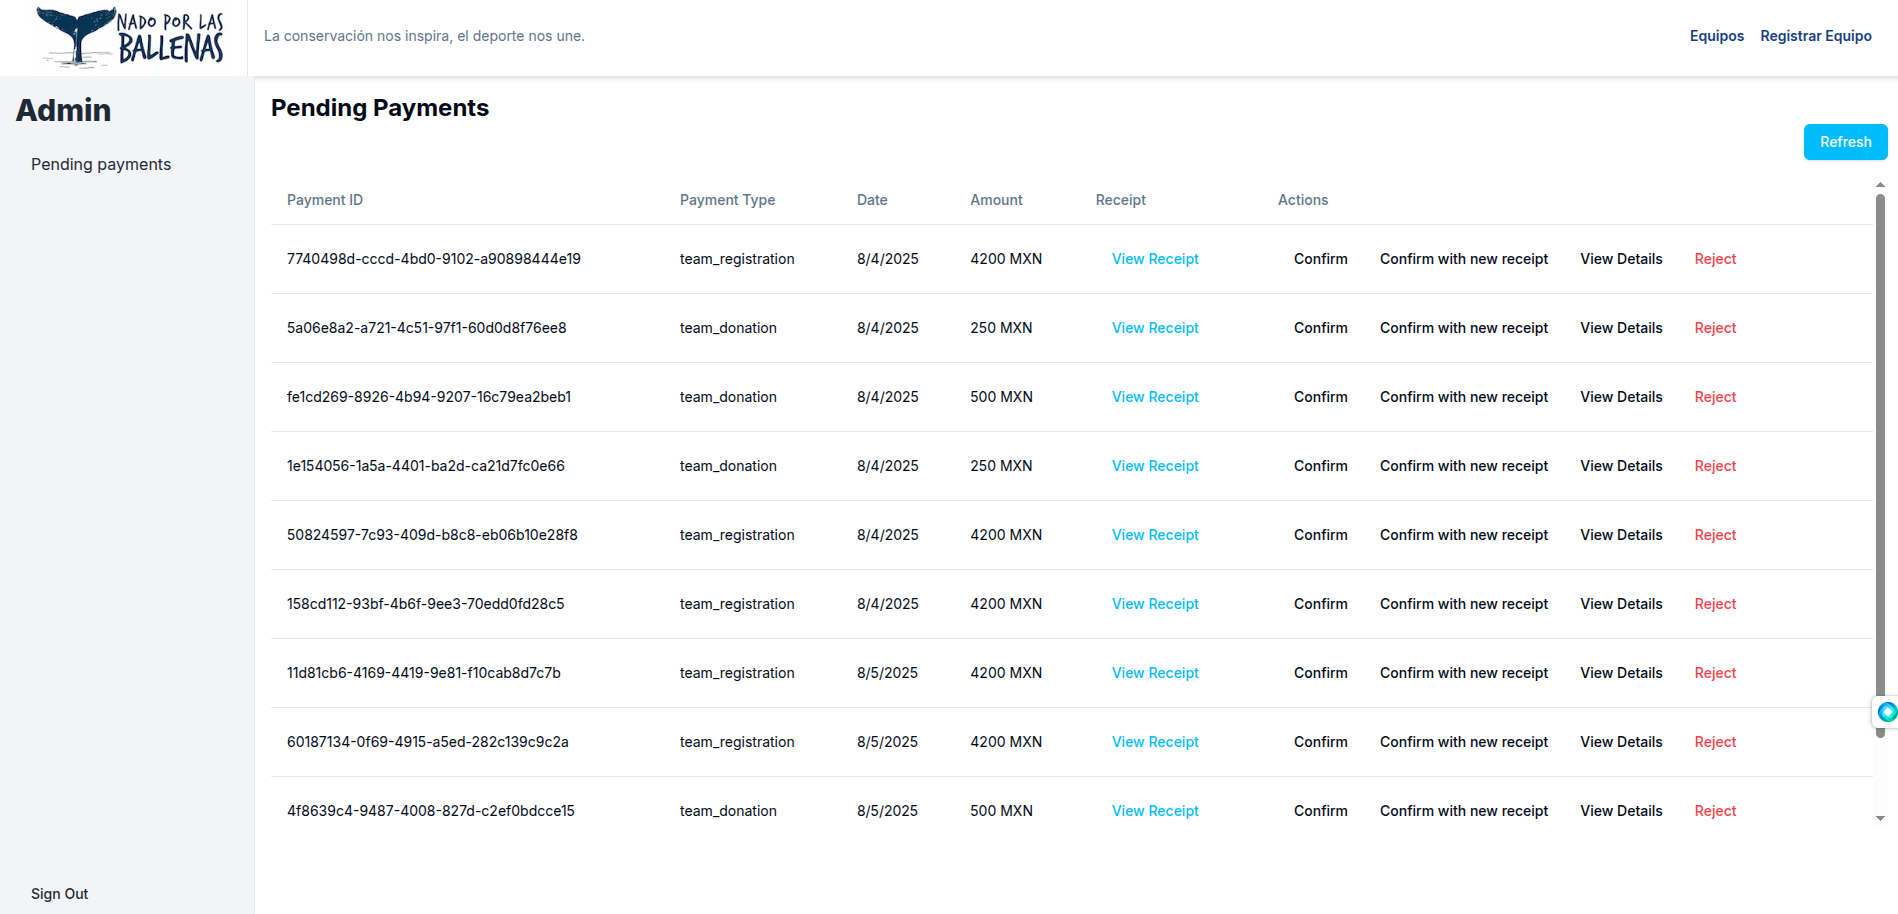 NADO POR LAS
BALLENAS
La conservación nos inspira, el deporte nos une.
Equipos Registrar Equipo
Admin
Pending payments
Sign Out
Pending Payments
Refresh
Payment ID Payment Type Date Amount Receipt Actions
7740498d-cccd-4bd0-9102-a90898444e19 team_registration 8/4/2025 4200 MXN View Receipt Confirm Confirm with new receipt View Details Reject
5a06e8a2-a721-4c51-97f1-60d0d8f76ee8 team_donation 8/4/2025 250 MXN View Receipt Confirm Confirm with new receipt View Details Reject
fe1cd269-8926-4b94-9207-16c79ea2beb1 team_donation 8/4/2025 500 MXN View Receipt Confirm Confirm with new receipt View Details Reject
1e154056-1a5a-4401-ba2d-ca21d7fc0e66 team_donation 8/4/2025 250 MXN View Receipt Confirm Confirm with new receipt View Details Reject
50824597-7c93-409d-b8c8-eb06b10e28f8 team_registration 8/4/2025 4200 MXN View Receipt Confirm Confirm with new receipt View Details Reject
158cd112-93bf-4b6f-9ee3-70edd0fd28c5 team_registration 8/4/2025 4200 MXN View Receipt Confirm Confirm with new receipt View Details Reject
11d81cb6-4169-4419-9e81-f10cab8d7c7b team_registration 8/5/2025 4200 MXN View Receipt Confirm Confirm with new receipt View Details Reject
60187134-0f69-4915-a5ed-282c139c9c2a team_registration 8/5/2025 4200 MXN View Receipt Confirm Confirm with new receipt View Details Reject
4f8639c4-9487-4008-827d-c2ef0bdcce15 team_donation 8/5/2025 500 MXN View Receipt Confirm Confirm with new receipt View Details Reject